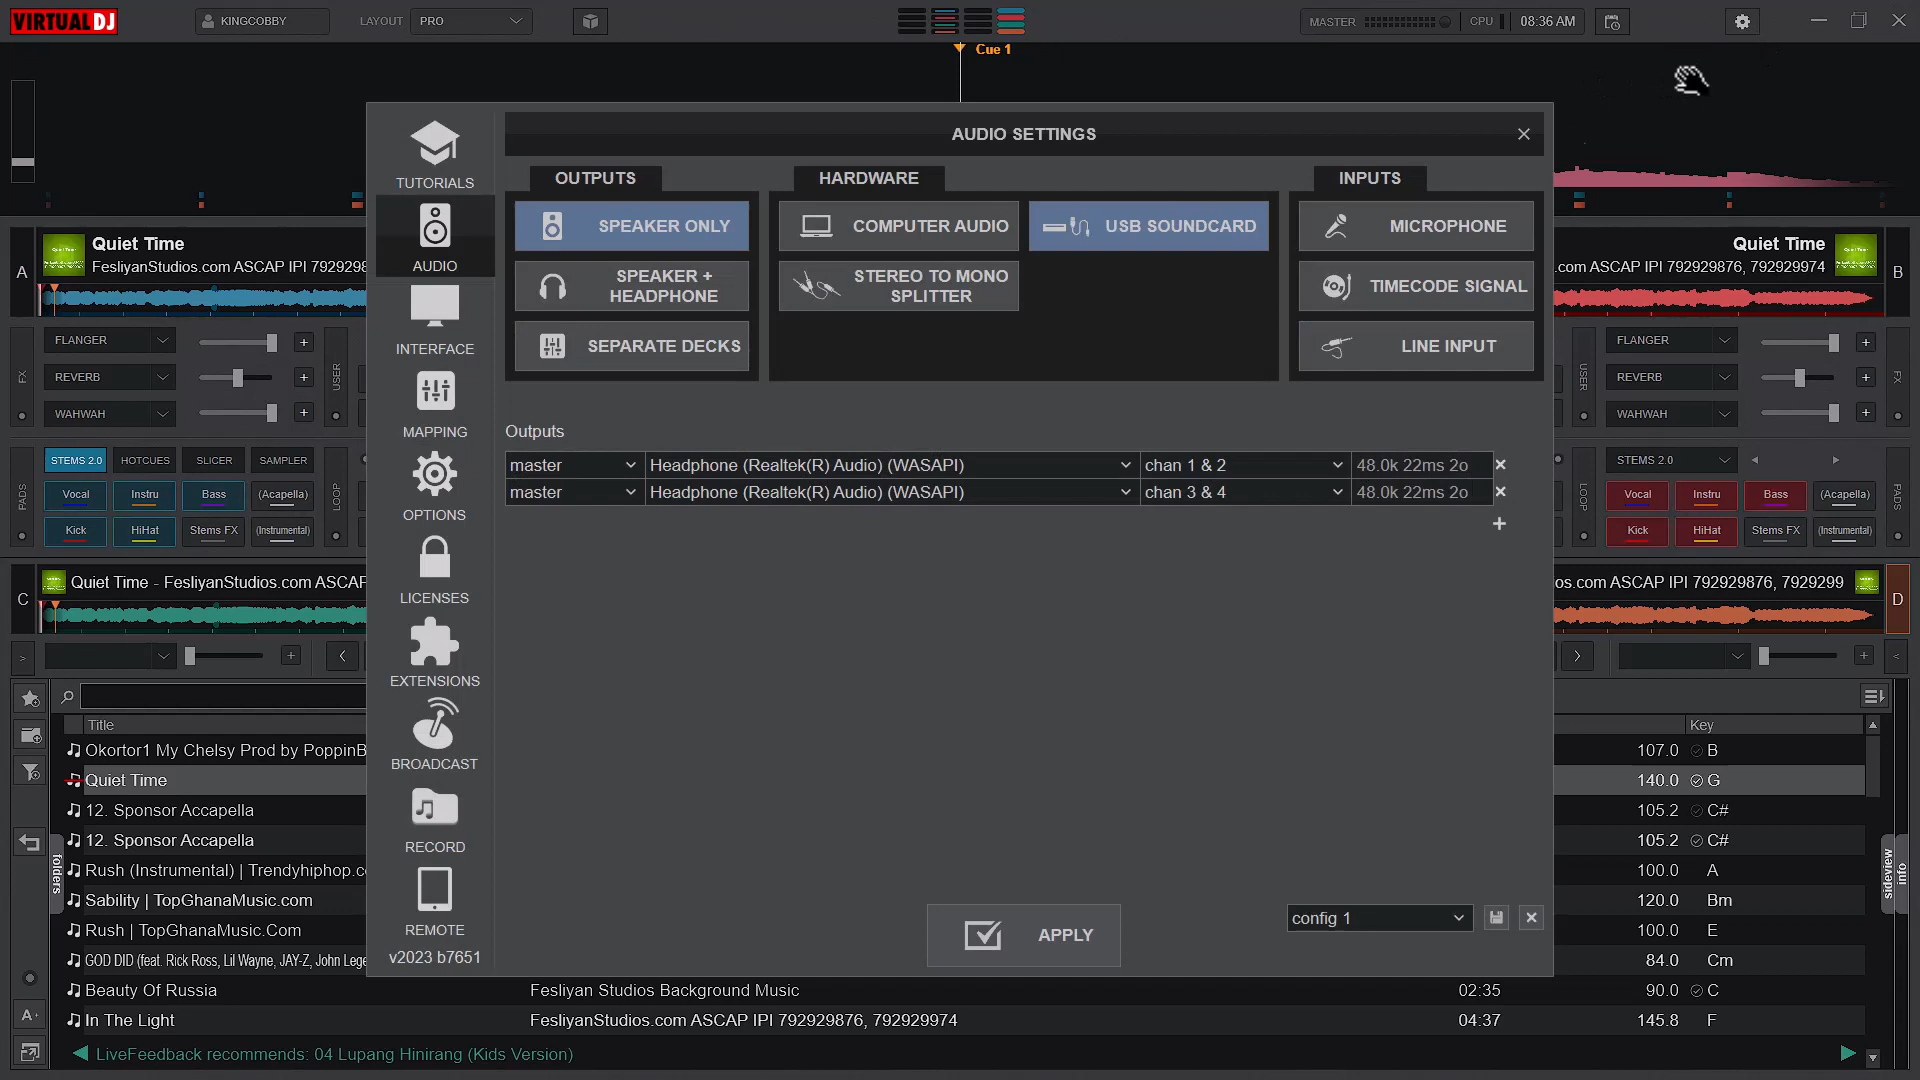 VIRTUALDJ
KINGCOBBY
LAYOUT
PRO
MASTER
CPU
08:36 AM
Cue 1
AUDIO SETTINGS
TUTORIALS
AUDIO
INTERFACE
MAPPING
OPTIONS
LICENSES
EXTENSIONS
BROADCAST
RECORD
REMOTE
v2023 b7651
OUTPUTS
SPEAKER ONLY
SPEAKER +
HEADPHONE
SEPARATE DECKS
HARDWARE
COMPUTER AUDIO
USB SOUNDCARD
STEREO TO MONO
SPLITTER
INPUTS
MICROPHONE
TIMECODE SIGNAL
LINE INPUT
Outputs
master Headphone (Realtek(R) Audio) (WASAPI) chan 1 & 2 48.0k 22ms 2o
master Headphone (Realtek(R) Audio) (WASAPI) chan 3 & 4 48.0k 22ms 2o
APPLY
config 1
A
Quiet Time
FesliyanStudios.com ASCAP IPI 7929298
FX
FLANGER
REVERB
WAHWAH
USER
PADS
STEMS 2.0 HOTCUES SLICER SAMPLER
Vocal Instru Bass (Acapella)
Kick HiHat Stems FX (Instrumental)
LOOP
C
Quiet Time - FesliyanStudios.com ASCAP
B
Quiet Time
.com ASCAP IPI 792929876, 792929974
USER
FLANGER
REVERB
WAHWAH
FX
LOOP
STEMS 2.0
Vocal Instru Bass (Acapella)
Kick HiHat Stems FX (Instrumental)
PADS
os.com ASCAP IPI 792929876, 7929299
D
Title
Key
Okortor1 My Chelsy Prod by PoppinB 107.0 B
Quiet Time 140.0 G
12. Sponsor Accapella 105.2 C#
12. Sponsor Accapella 105.2 C#
Rush (Instrumental) | Trendyhiphop.co 100.0 A
Sability | TopGhanaMusic.com 120.0 Bm
Rush | TopGhanaMusic.Com 100.0 E
GOD DID (feat. Rick Ross, Lil Wayne, JAY-Z, John Lege 84.0 Cm
Beauty Of Russia Fesliyan Studios Background Music 02:35 90.0 C
In The Light FesliyanStudios.com ASCAP IPI 792929876, 792929974 04:37 145.8 F
folders
sideview
info
A+
LiveFeedback recommends: 04 Lupang Hinirang (Kids Version)